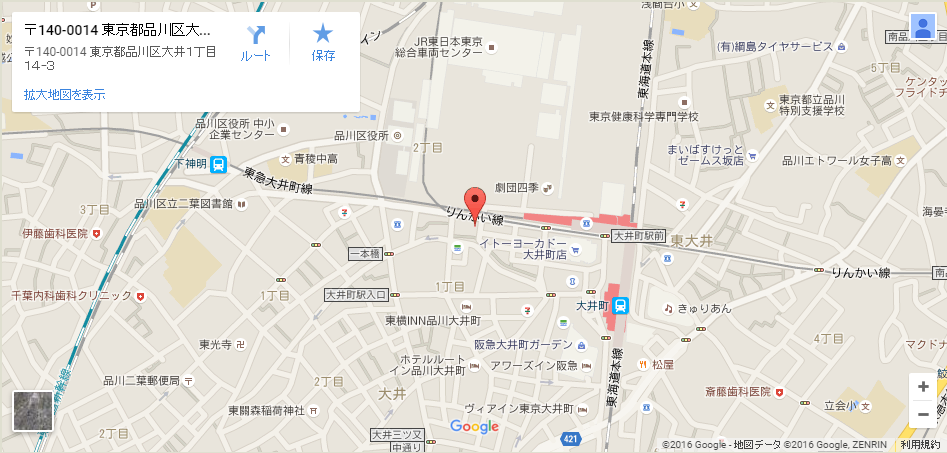 〒140-0014 東京都品川区大...
〒140-0014 東京都品川区大井1丁目
14-3
ルート
保存
拡大地図を表示
浅間台小
JR東日本東京
総合車両センター
東海道本線
(有)綱島タイヤサービス
5丁目
ケンタッ
フライドチ
東京都立品川
特別支援学校
東京健康科学専門学校
品川区役所 中小
企業センター
品川区役所
2丁目
まいばすけっと
ゼームス坂店
品川エトワール女子高
下神明
青稜中高
東急大井町線
劇団四季
3丁目
品川区立二葉図書館
りんかい線
海晏寺
伊藤歯科医院
イトーヨーカドー
大井町店
大井町駅前
東大井
一本橋
りんかい線
千葉内科歯科クリニック
大井町駅入口
1丁目
大井町
きゅりあん
東横INN品川大井町
東光寺
阪急大井町ガーデン
4丁目
マクドナ
ホテルルート
イン品川大井町
アワーズイン阪急
松屋
品川二葉郵便局
大井
東海道本線
斎藤歯科医院
立会小
新幹線
東関森稲荷神社
ヴィアイン東京大井町
Google
2丁目
大井三つ又
中通り
421
+
−
©2016 Google - 地図データ ©2016 Google, ZENRIN
利用規約